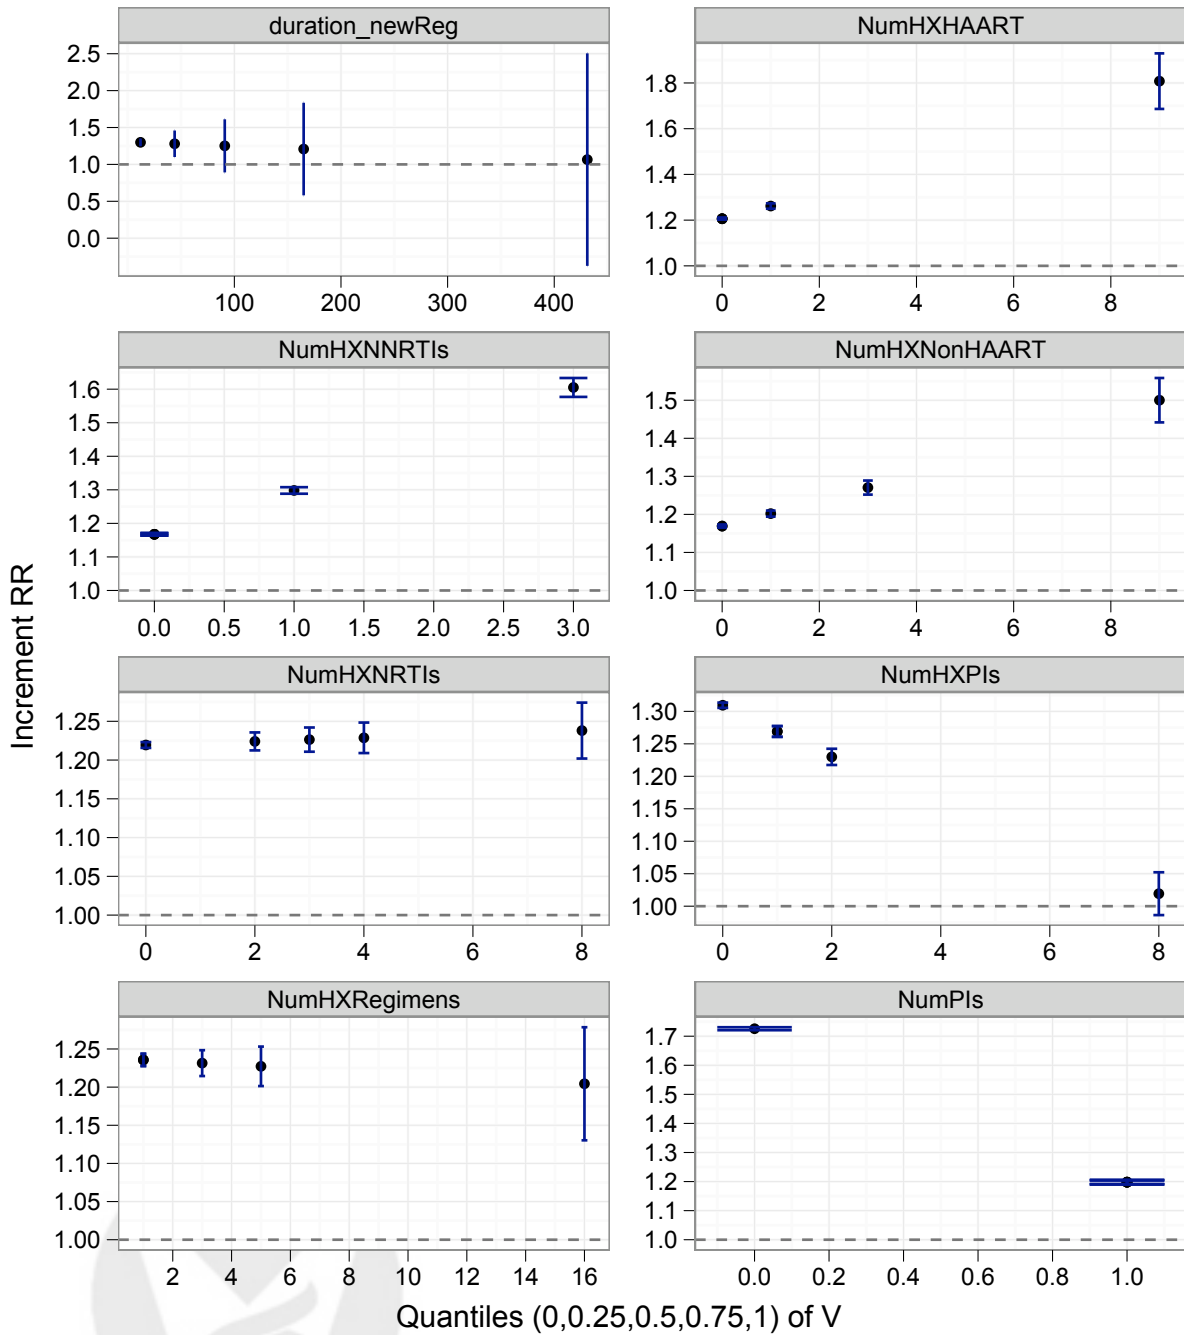 duration_newReg
2.5
2.0
1.5
1.0
0.5
0.0
100 200 300 400
NumHXHAART
1.8
1.6
1.4
1.2
1.0
0 2 4 6 8
NumHXNNRTIs
1.6
1.5
1.4
1.3
1.2
1.1
1.0
0.0 0.5 1.0 1.5 2.0 2.5 3.0
NumHXNonHAART
1.5
1.4
1.3
1.2
1.1
1.0
0 2 4 6 8
Increment RR
NumHXNRTIs
1.25
1.20
1.15
1.10
1.05
1.00
0 2 4 6 8
NumHXPIs
1.30
1.25
1.20
1.15
1.10
1.05
1.00
0 2 4 6 8
NumHXRegimens
1.25
1.20
1.15
1.10
1.05
1.00
2 4 6 8 10 12 14 16
NumPIs
1.7
1.6
1.5
1.4
1.3
1.2
1.1
1.0
0.0 0.2 0.4 0.6 0.8 1.0
Quantiles (0,0.25,0.5,0.75,1) of V